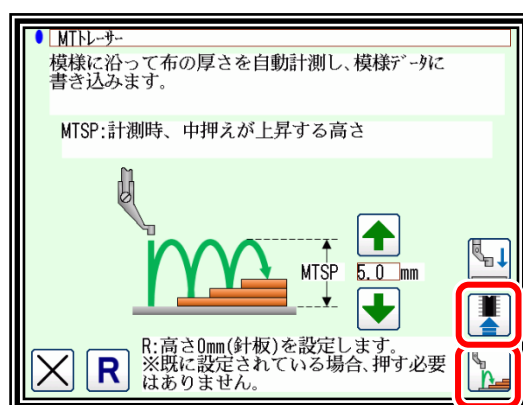 MTトレーサー
模様に沿って布の厚さを自動計測し、模様データに
書き込みます。
MTSP:計測時、中押えが上昇する高さ
MTSP 5.0 mm
R:高さ0mm(針板)を設定します。
※既に設定されている場合、押す必要
はありません。
R